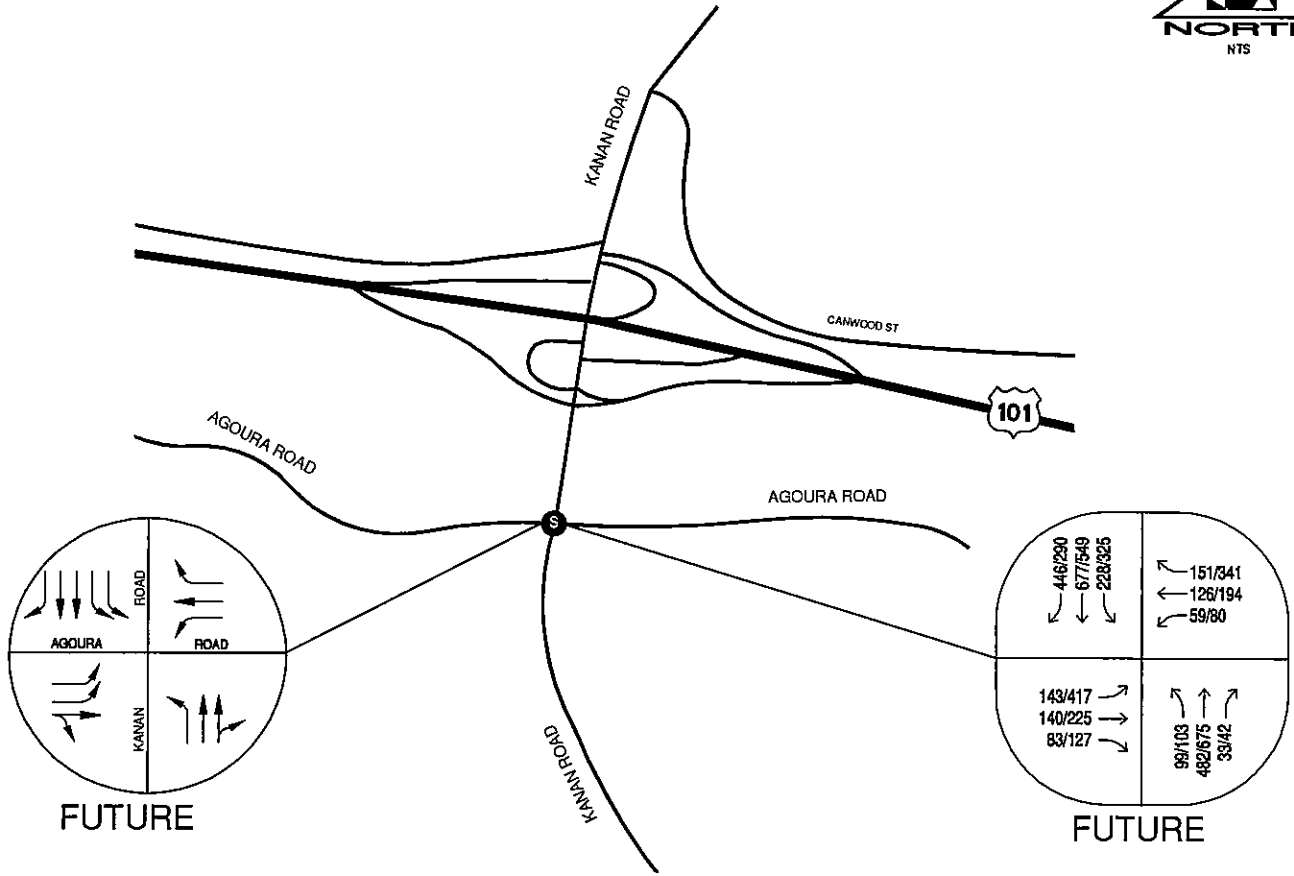 NTS
KANAN ROAD
CANWOOD ST
101
AGOURA ROAD
AGOURA ROAD
S
ROAD
AGOURA
ROAD
KANAN
FUTURE
KANAN ROAD
446/290
677/549
228/325
151/341
126/194
59/80
143/417
140/225
83/127
99/103
482/675
33/42
FUTURE